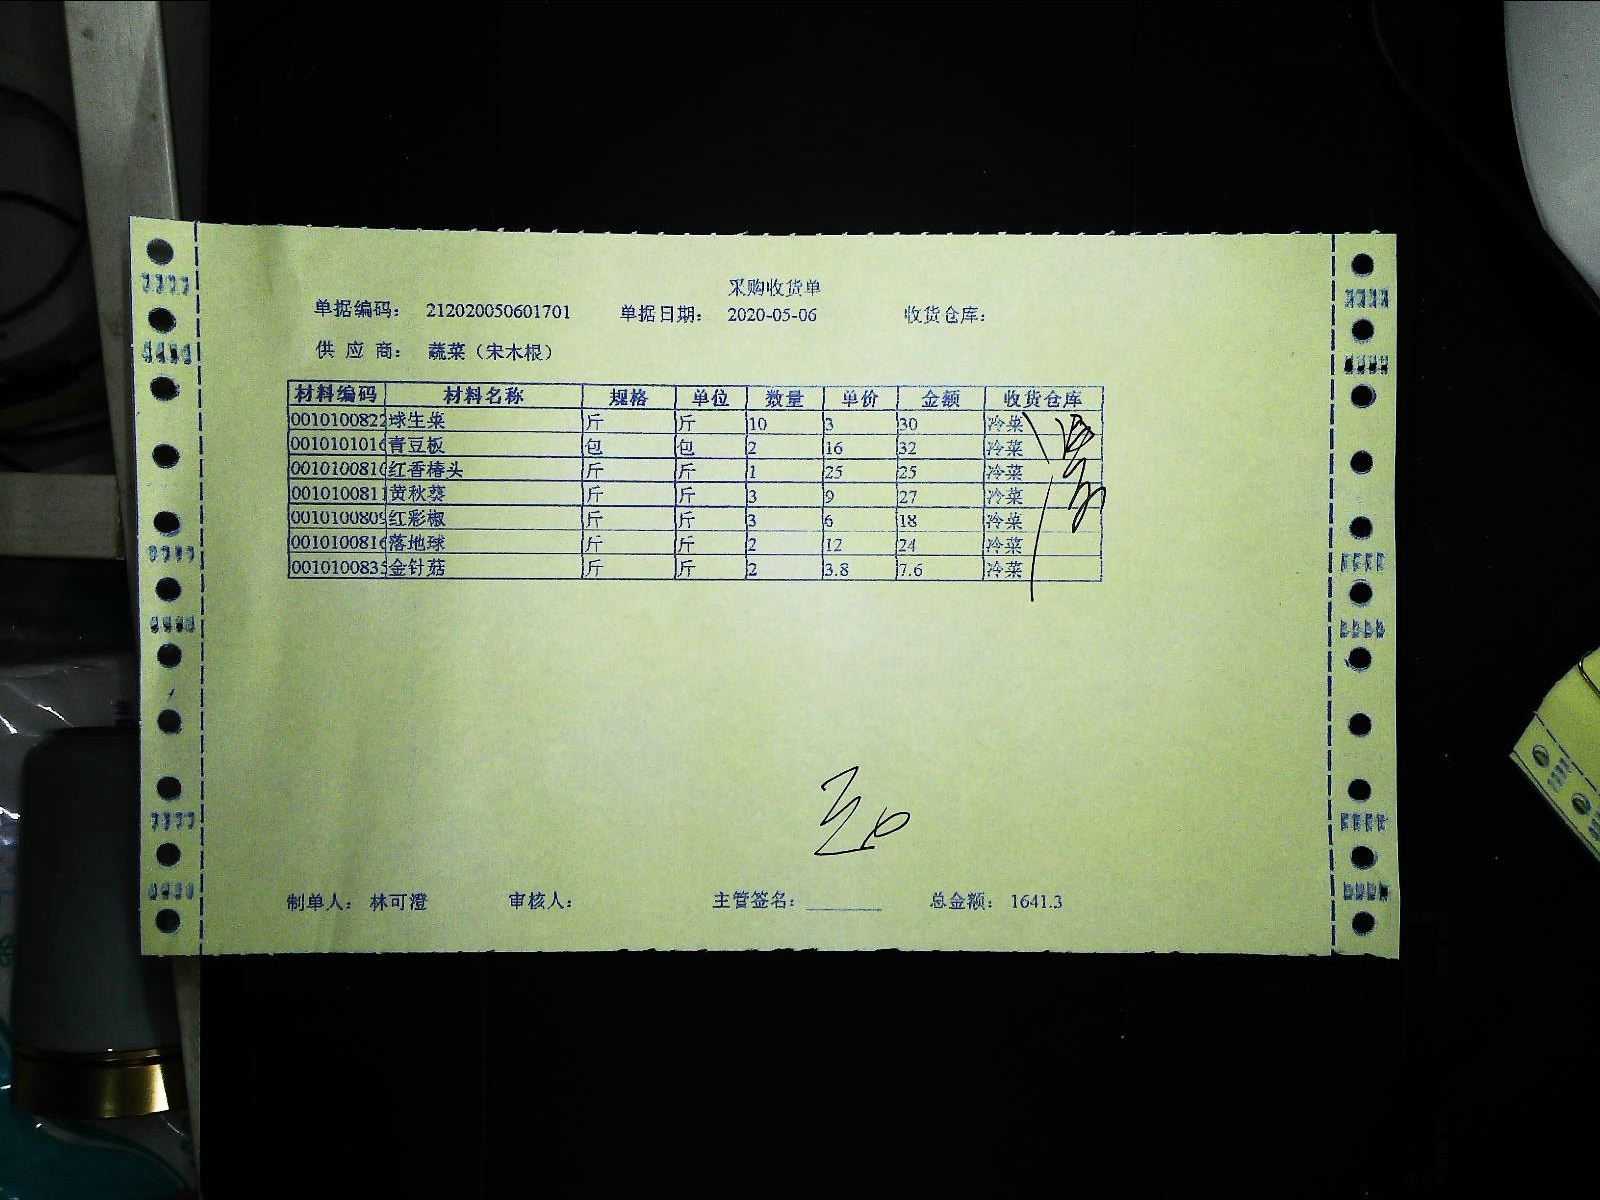 采购收货单
单据编码： 212020050601701 单据日期： 2020-05-06 收货仓库：
供 应 商： 蔬菜（宋木根）
材料编码 材料名称 规格 单位 数量 单价 金额 收货仓库
0010100822 球生菜 斤 斤 10 3 30 冷菜
001010101 青豆板 包 包 2 16 32 冷菜
001010081 红香椿头 斤 斤 1 25 25 冷菜
001010081 黄秋葵 斤 斤 3 9 27 冷菜
001010080 红彩椒 斤 斤 3 6 18 冷菜
001010081 落地球 斤 斤 2 12 24 冷菜
001010083 金针菇 斤 斤 2 3.8 7.6 冷菜
制单人： 林可澄 审核人： 主管签名： 总金额： 1641.3